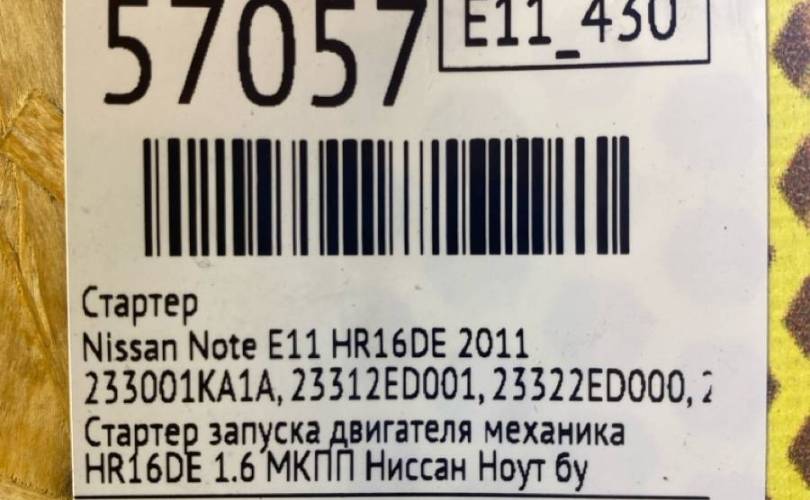 57057
E11_430
Стартер
Nissan Note E11 HR16DE 2011
233001KA1A, 23312ED001, 23322ED000,
Стартер запуска двигателя механика
HR16DE 1.6 МКПП Ниссан Ноут бу